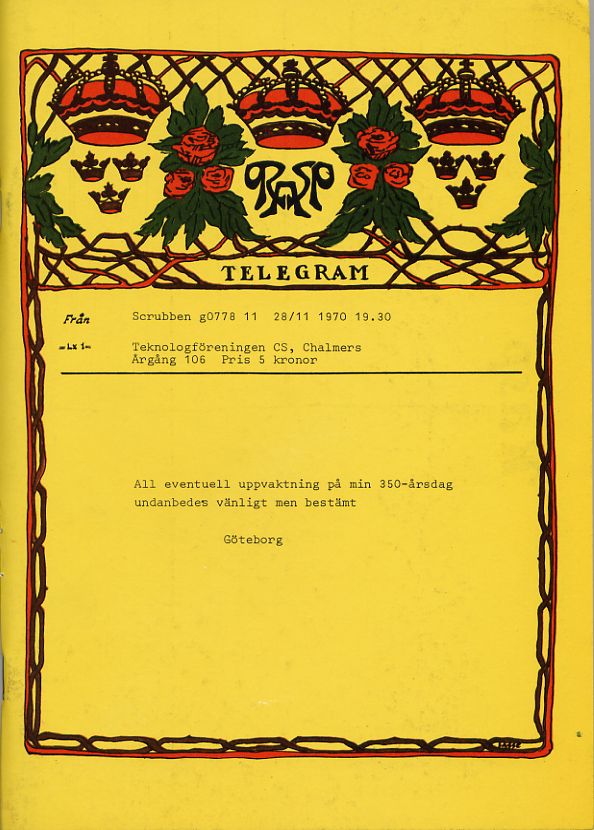 RASP
TELEGRAM
Från Scrubben g0778 11 28/11 1970 19.30
=Lx 1= Teknologföreningen CS, Chalmers
Årgång 106 Pris 5 kronor
All eventuell uppvaktning på min 350-årsdag
undanbedes vänligt men bestämt
Göteborg